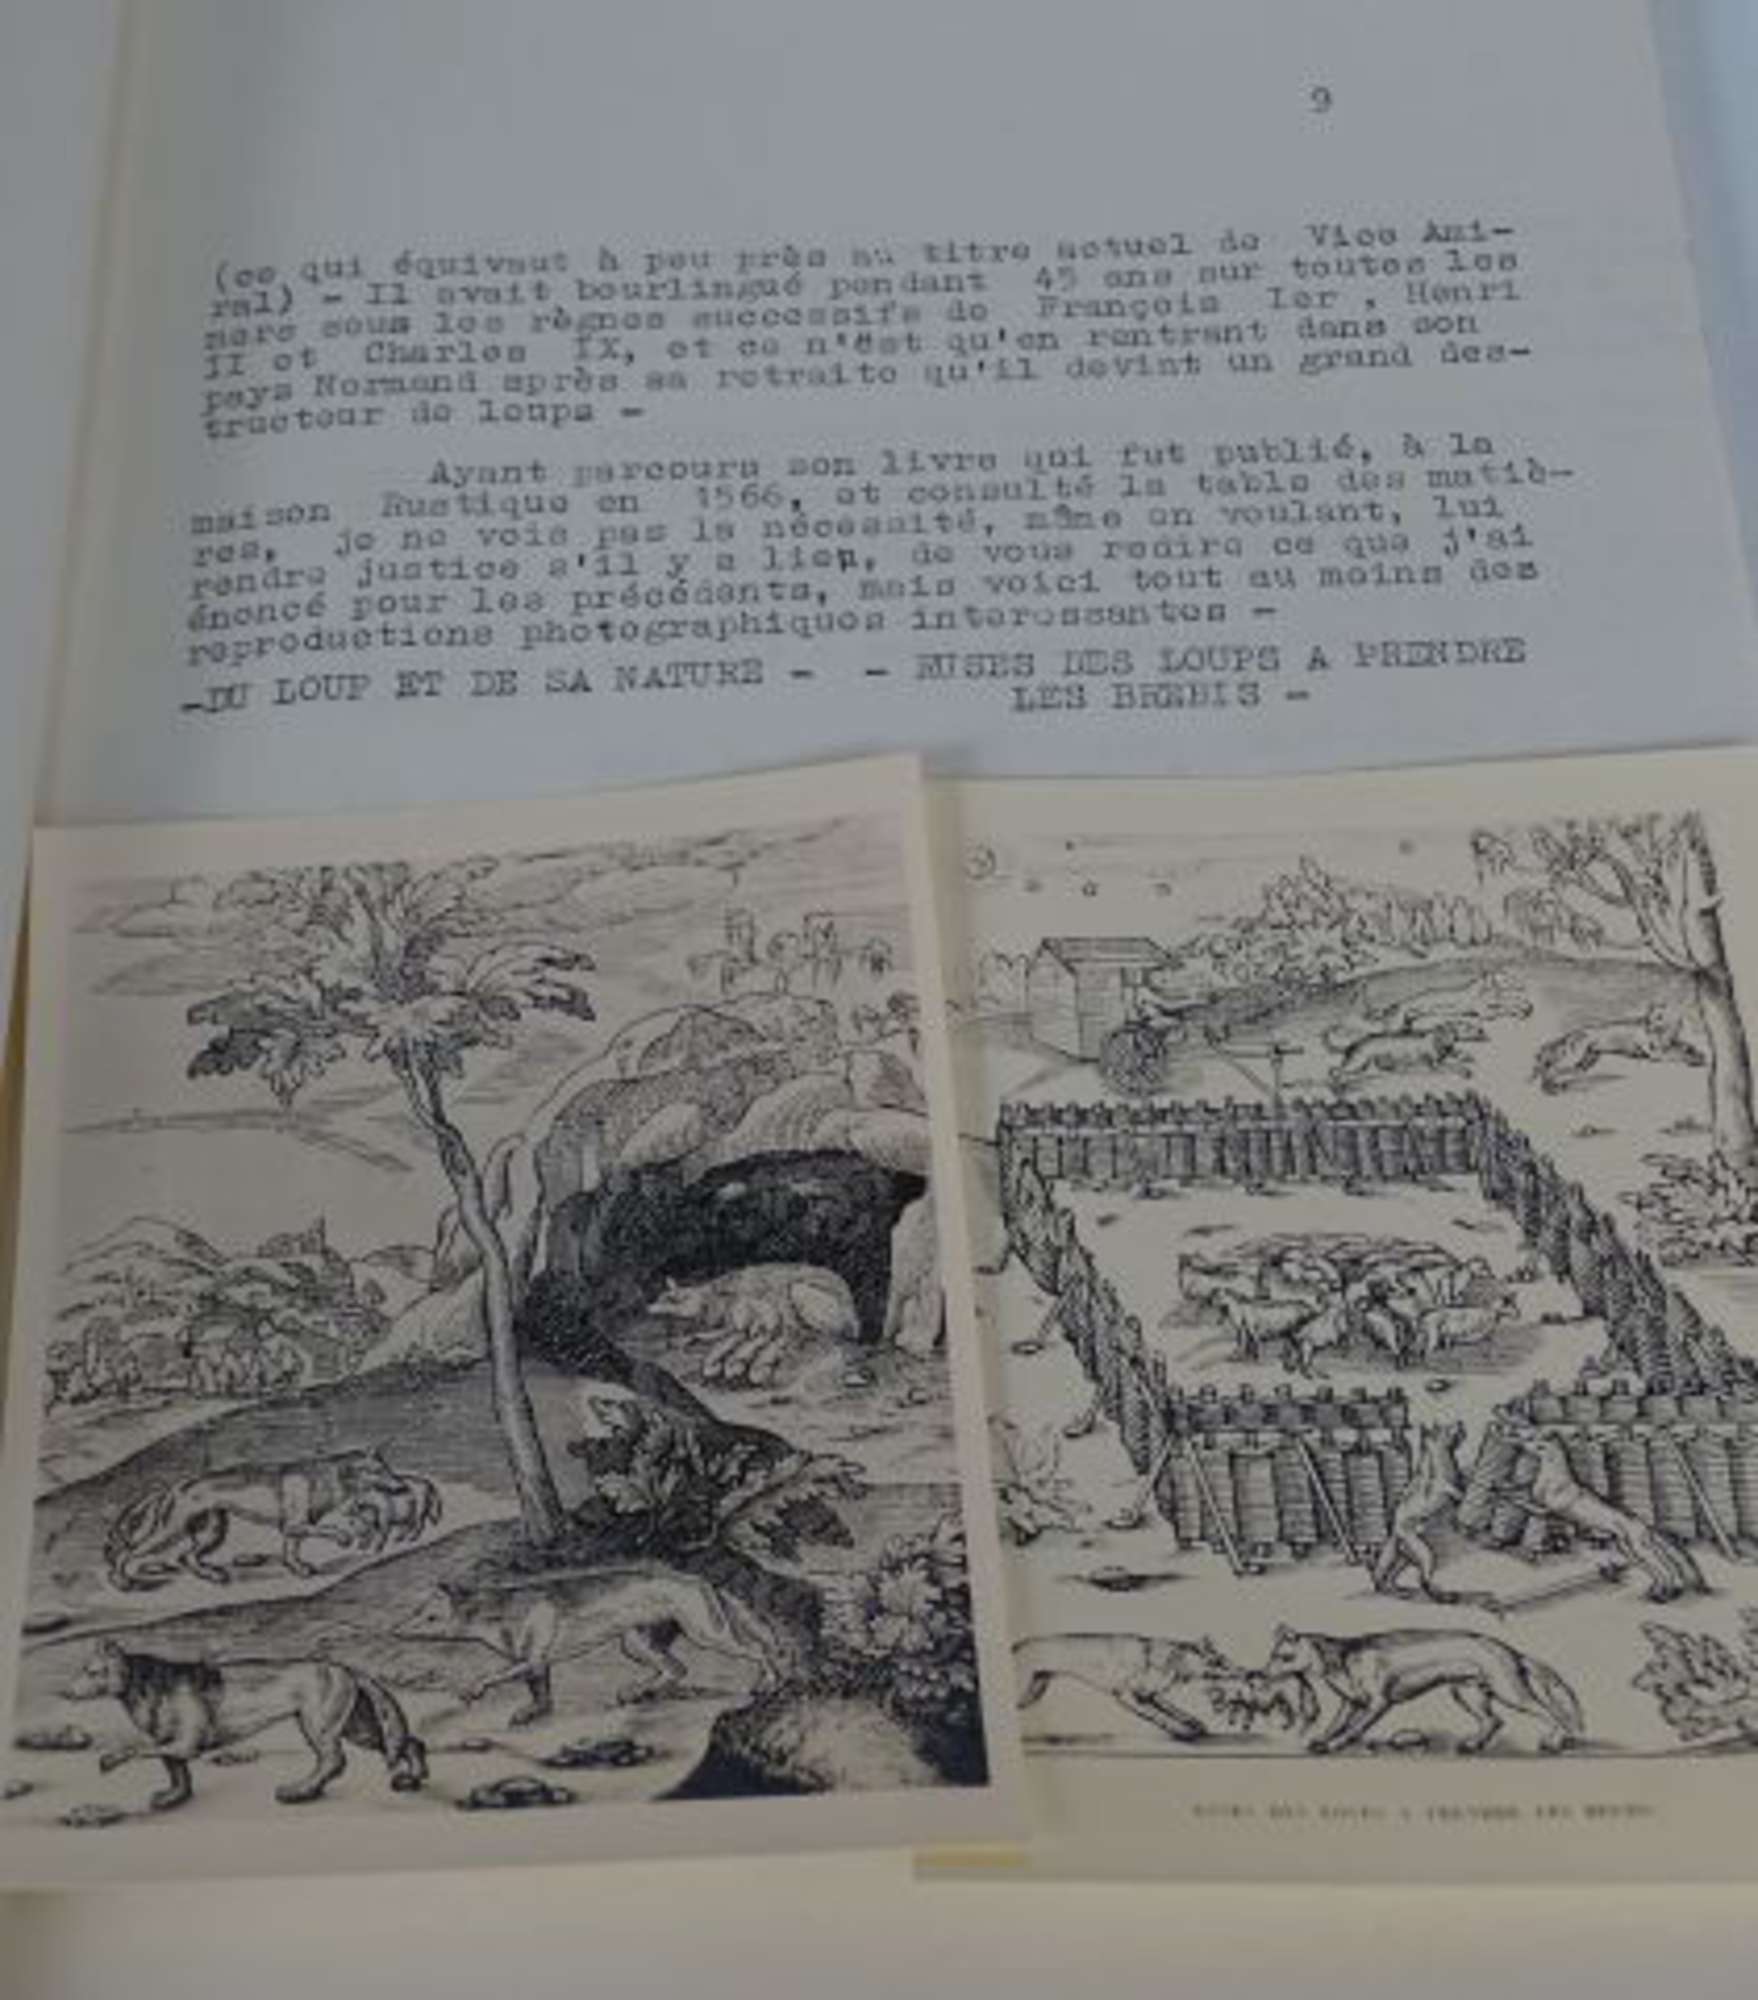 9
(ce qui équivaut à peu près au titre actuel de Vice Ami-
ral) - Il avait bourlingué pendant 45 ans sur toutes les
mers sous les règnes successifs de François Ier, Henri
II et Charles IX, et ce n'est qu'en rentrant dans son
pays Normand après sa retraite qu'il devint un grand des-
tructeur de loups -
Ayant parcouru son livre qui fut publié, à la
maison Rustique en 1566, et consulté la table des matiè-
res, je ne vois pas la nécessité, même en voulant, lui
rendre justice s'il y a lieu, de vous redire ce que j'ai
énoncé pour les précédents, mais voici tout au moins des
reproductions photographiques interessantes -
-DU LOUP ET DE SA NATURE - - RUSES DES LOUPS A PRENDRE
LES BREBIS -